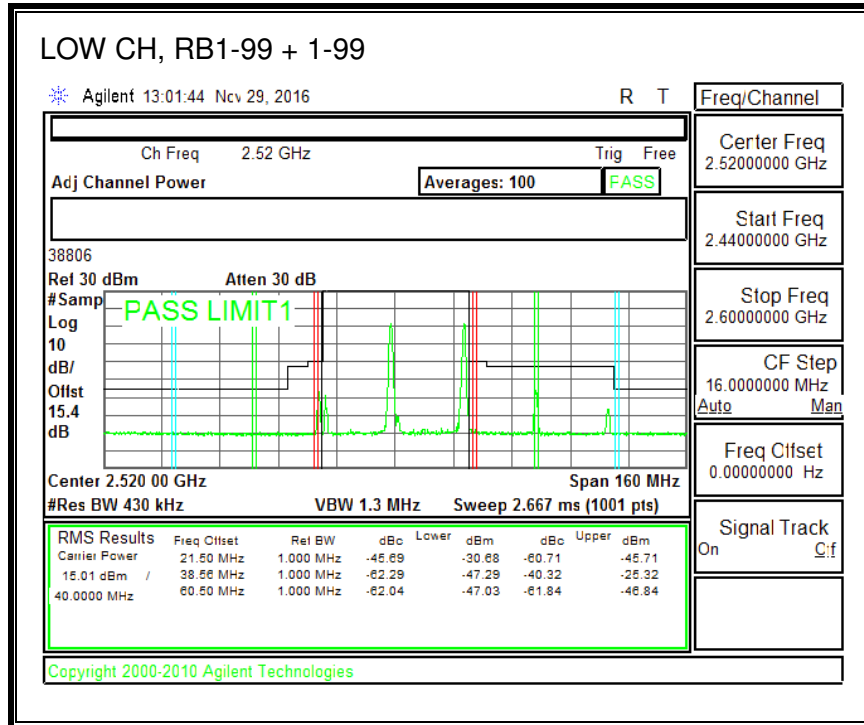 LOW CH, RB1-99 + 1-99
Agilent 13:01:44 Nov 29, 2016 R T
Ch Freq 2.52 GHz Trig Free
Adj Channel Power Averages: 100 PASS
38806
Ref 30 dBm Atten 30 dB
#Samp
Log
10
dB/
Offst
15.4
dB
PASS LIMIT1
Center 2.520 00 GHz Span 160 MHz
#Res BW 430 kHz VBW 1.3 MHz Sweep 2.667 ms (1001 pts)
RMS Results Freq Offset Ref BW dBc Lower dBm dBc Upper dBm
Carrier Power 21.50 MHz 1.000 MHz -45.69 -30.68 -60.71 -45.71
15.01 dBm / 38.56 MHz 1.000 MHz -62.29 -47.29 -40.32 -25.32
40.0000 MHz 60.50 MHz 1.000 MHz -62.04 -47.03 -61.84 -46.84
Copyright 2000-2010 Agilent Technologies
Freq/Channel
Center Freq
2.52000000 GHz
Start Freq
2.44000000 GHz
Stop Freq
2.60000000 GHz
CF Step
16.0000000 MHz
Auto Man
Freq Offset
0.00000000 Hz
Signal Track
On Off